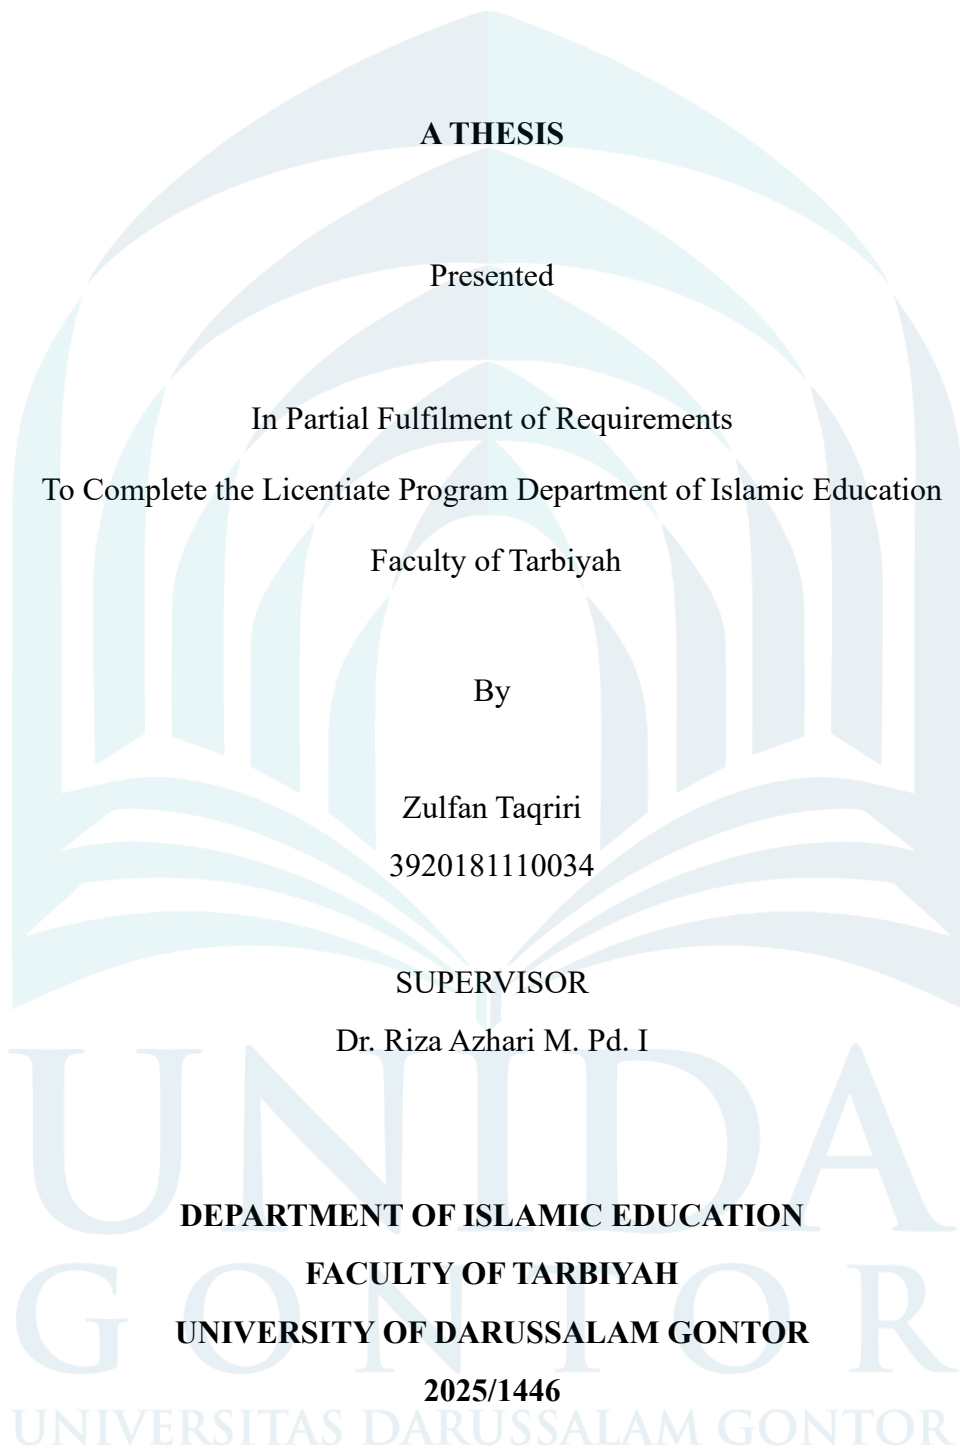 A THESIS
Presented
In Partial Fulfilment of Requirements
To Complete the Licentiate Program Department of Islamic Education
Faculty of Tarbiyah
By
Zulfan Taqriri
3920181110034
SUPERVISOR
Dr. Riza Azhari M. Pd. I
UNIDA
DEPARTMENT OF ISLAMIC EDUCATION
FACULTY OF TARBIYAH
GONTOR
UNIVERSITY OF DARUSSALAM GONTOR
2025/1446
UNIVERSITAS DARUSSALAM GONTOR